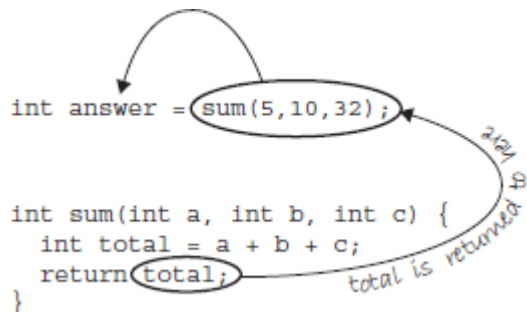 int answer = sum(5,10,32);
int sum(int a, int b, int c) {
  int total = a + b + c;
  return total;
}
total is returned to here